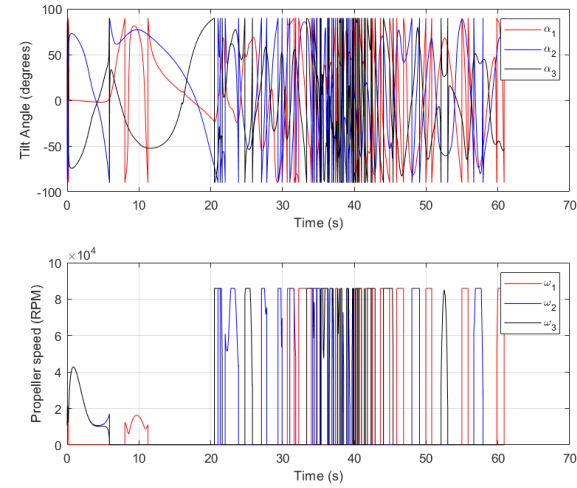 100
50
0
-50
-100
Tilt Angle (degrees)
0 10 20 30 40 50 60 70
Time (s)
α1
α2
α3
×10^4
10
8
6
4
2
0
Propeller speed (RPM)
0 10 20 30 40 50 60 70
Time (s)
ω1
ω2
ω3